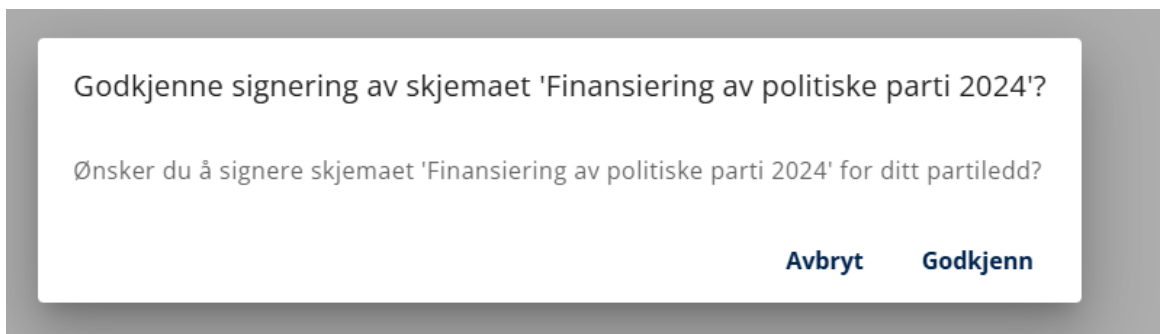 Godkjenne signering av skjemaet 'Finansiering av politiske parti 2024'?
Ønsker du å signere skjemaet 'Finansiering av politiske parti 2024' for ditt partiledd?
Avbryt Godkjenn